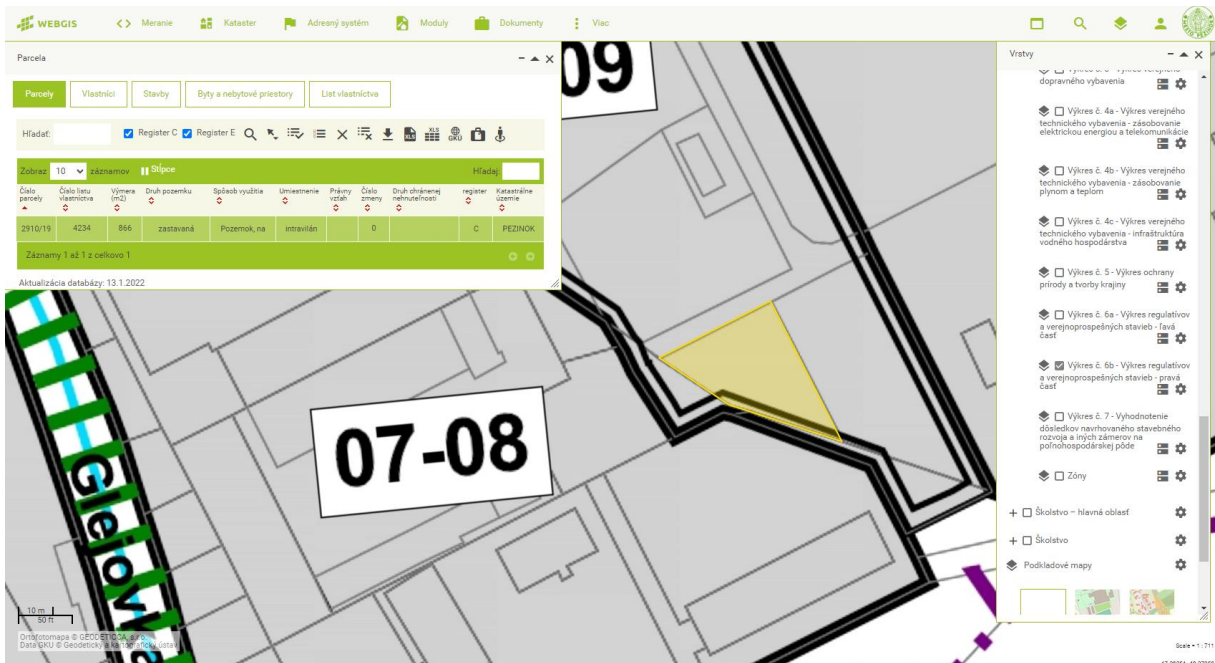 WEBGIS Meranie Kataster Adresný systém Moduly Dokumenty Viac
Parcela
Parcely Vlastníci Stavby Byty a nebytové priestory List vlastníctva
Hľadať: Register C Register E
XLS XLS GKÚ
Zobraz 10 záznamov Stĺpce Hľadaj:
Číslo parcely Číslo listu vlastníctva Výmera (m2) Druh pozemku Spôsob využitia Umiestnenie Právny vzťah Číslo zmeny Druh chránenej nehnuteľnosti register Katastrálne územie
2910/19 4234 866 zastavaná Pozemok, na intravilán 0 C PEZINOK
Záznamy 1 až 1 z celkovo 1
Aktualizácia databázy: 13.1.2022
09
07-08
Glejovka
10 m
50 ft
Ortofotomapa © GEODETICCA, s.r.o.
Data GKU © Geodetický a kartografický ústav
Vrstvy
dopravného vybavenia
Výkres č. 4a - Výkres verejného
technického vybavenia - zásobovanie
elektrickou energiou a telekomunikácie
Výkres č. 4b - Výkres verejného
technického vybavenia - zásobovanie
plynom a teplom
Výkres č. 4c - Výkres verejného
technického vybavenia - infraštruktúra
vodného hospodárstva
Výkres č. 5 - Výkres ochrany
prírody a tvorby krajiny
Výkres č. 6a - Výkres regulatívov
a verejnoprospešných stavieb - ľavá
časť
Výkres č. 6b - Výkres regulatívov
a verejnoprospešných stavieb - pravá
časť
Výkres č. 7 - Vyhodnotenie
dôsledkov navrhovaného stavebného
rozvoja a iných zámerov na
poľnohospodárskej pôde
Zóny
Školstvo – hlavná oblasť
Školstvo
Podkladové mapy
Scale = 1 : 711